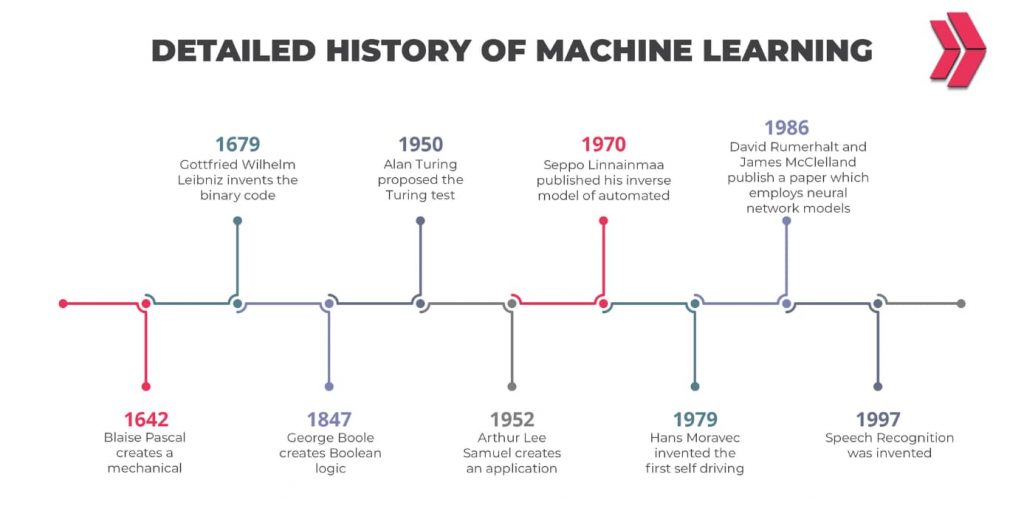 DETAILED HISTORY OF MACHINE LEARNING
1679
Gottfried Wilhelm
Leibniz invents the
binary code
1950
Alan Turing
proposed the
Turing test
1970
Seppo Linnainmaa
published his inverse
model of automated
1986
David Rumerhalt and
James McClelland
publish a paper which
employs neural
network models
1642
Blaise Pascal
creates a
mechanical
1847
George Boole
creates Boolean
logic
1952
Arthur Lee
Samuel creates
an application
1979
Hans Moravec
invented the
first self driving
1997
Speech Recognition
was invented